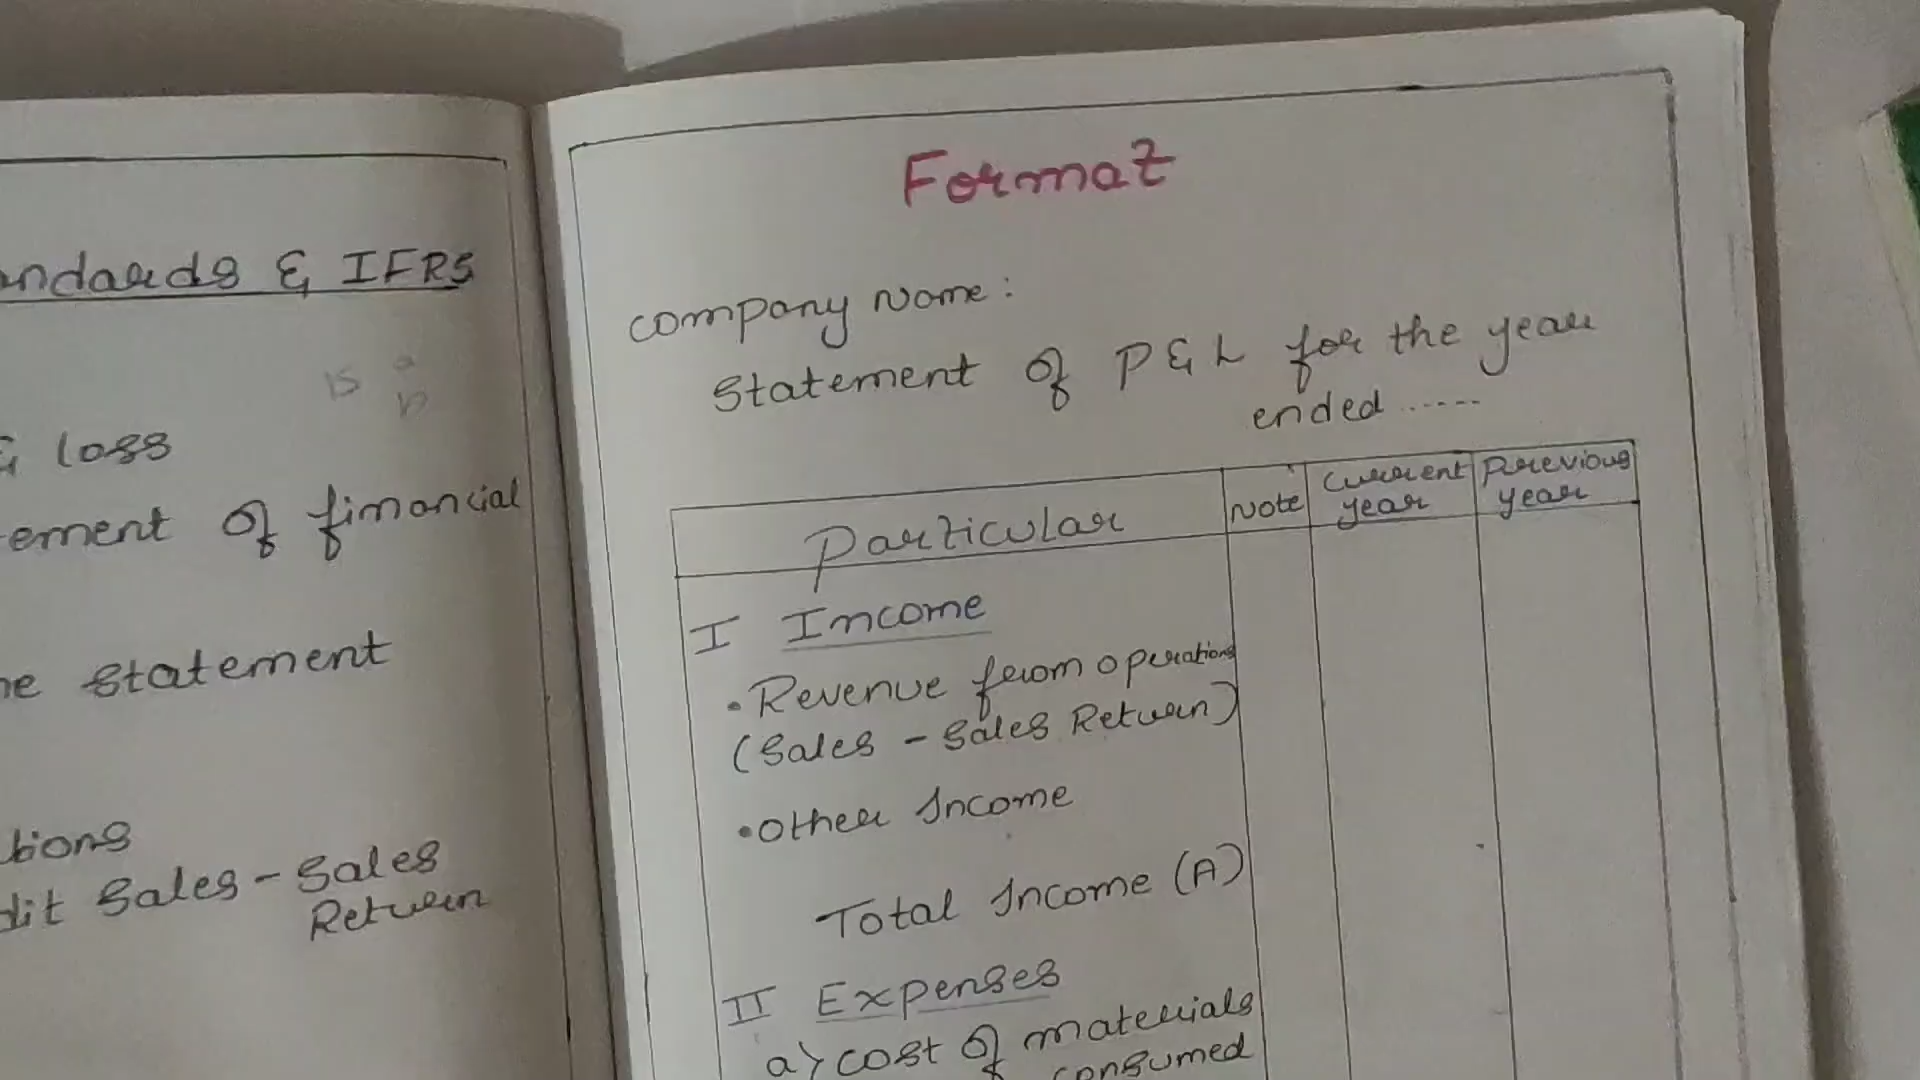 ndards & IFRS
15 a
b
& loss
ement of financial
ne statement
tions
dit Sales - Sales
Return
Format
Company Name :
Statement of P & L for the year
ended ......
Particular
Note
Current
year
Previous
year
I Income
• Revenue from operations
(Sales - Sales Return)
• Other Income
Total Income (A)
II Expenses
a) Cost of materials
consumed